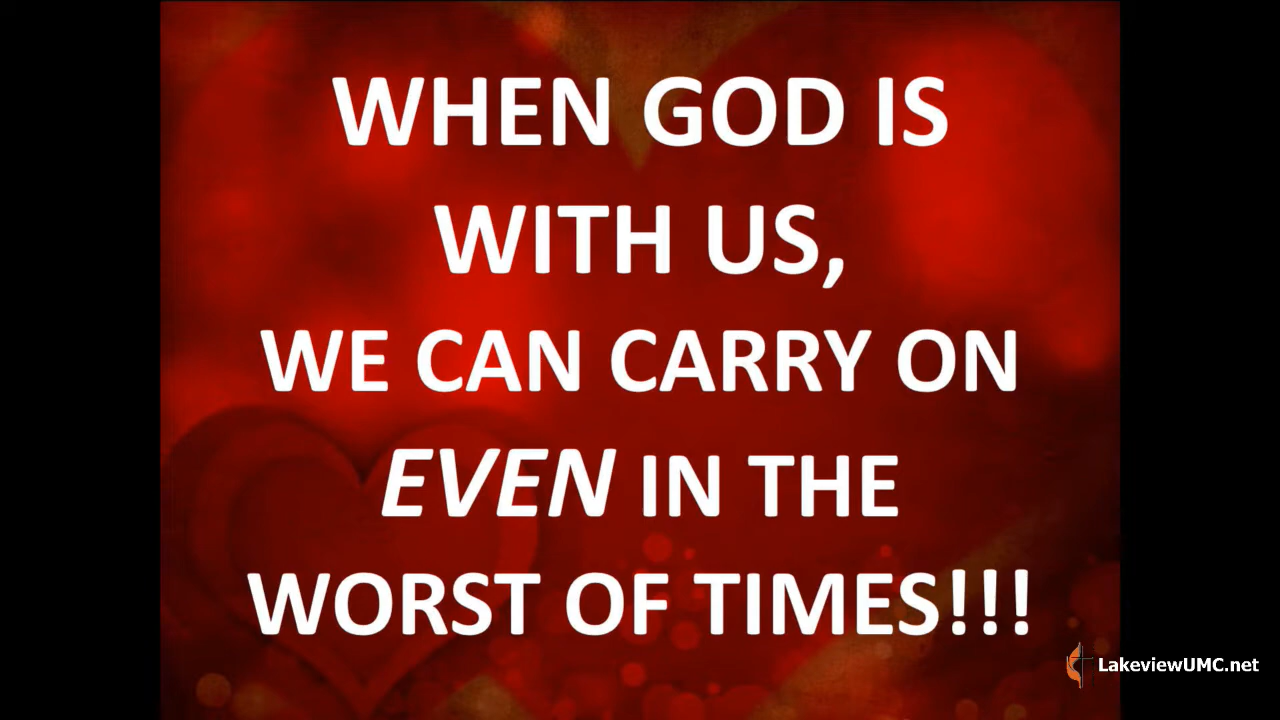 WHEN GOD IS
WITH US,
WE CAN CARRY ON
EVEN IN THE
WORST OF TIMES!!!
LakeviewUMC.net